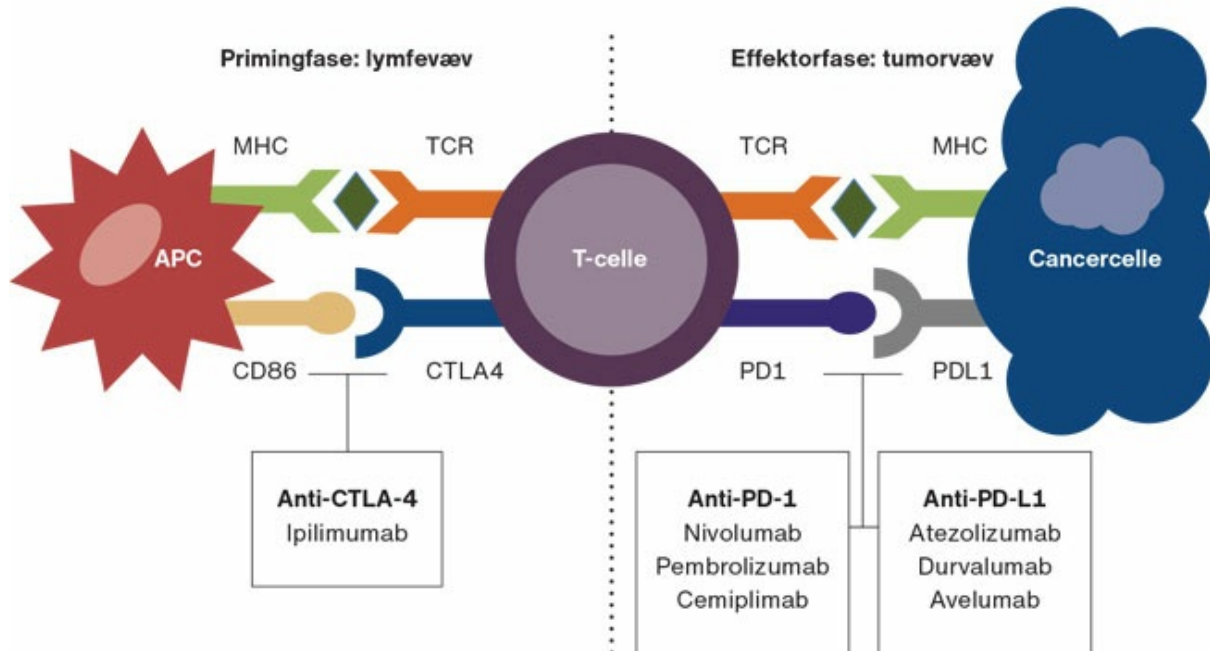 Primingfase: lymfevæv
Effektorfase: tumorvæv
MHC
TCR
TCR
MHC
APC
T-celle
Cancercelle
CD86
CTLA4
PD1
PDL1
Anti-CTLA-4
Ipilimumab
Anti-PD-1
Nivolumab
Pembrolizumab
Cemiplimab
Anti-PD-L1
Atezolizumab
Durvalumab
Avelumab